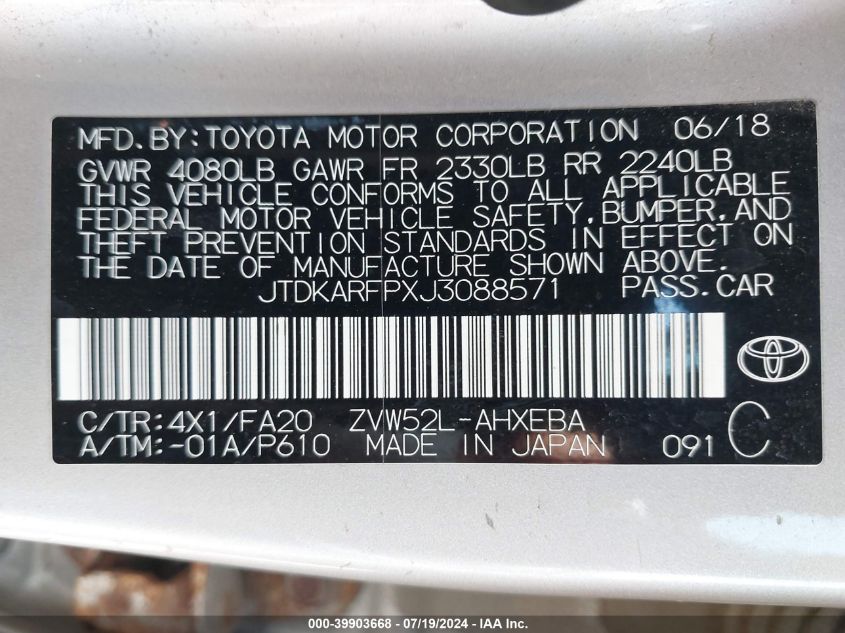 MFD.BY:TOYOTA MOTOR CORPORATION 06/18
GVWR 4080LB GAWR FR 2330LB RR 2240LB
THIS VEHICLE CONFORMS TO ALL APPLICABLE
FEDERAL MOTOR VEHICLE SAFETY,BUMPER,AND
THEFT PREVENTION STANDARDS IN EFFECT ON
THE DATE OF MANUFACTURE SHOWN ABOVE.
JTDKARFPXJ3088571 PASS.CAR
C/TR:4X1/FA20 ZVW52L-AHXEBA
A/TM:-01A/P610 MADE IN JAPAN 091 C
000-39903668 - 07/19/2024 - IAA Inc.